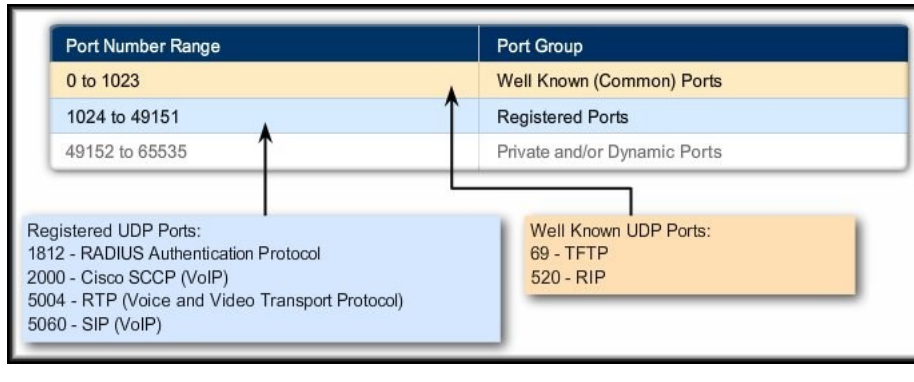 Port Number Range Port Group
0 to 1023 Well Known (Common) Ports
1024 to 49151 Registered Ports
49152 to 65535 Private and/or Dynamic Ports
Registered UDP Ports:
1812 - RADIUS Authentication Protocol
2000 - Cisco SCCP (VoIP)
5004 - RTP (Voice and Video Transport Protocol)
5060 - SIP (VoIP)
Well Known UDP Ports:
69 - TFTP
520 - RIP